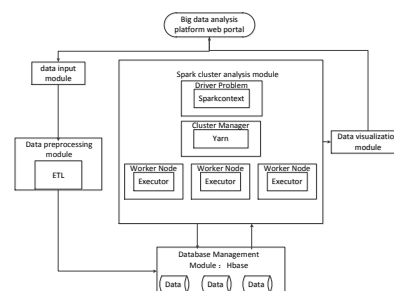 Big data analysis
platform web portal
data input
module
Spark cluster analysis module
Driver Problem
Sparkcontext
Cluster Manager
Yarn
Data preprocessing
module
ETL
Data visualization
module
Worker Node
Executor
Worker Node
Executor
Worker Node
Executor
Database Management
Module： Hbase
Data
Data
Data